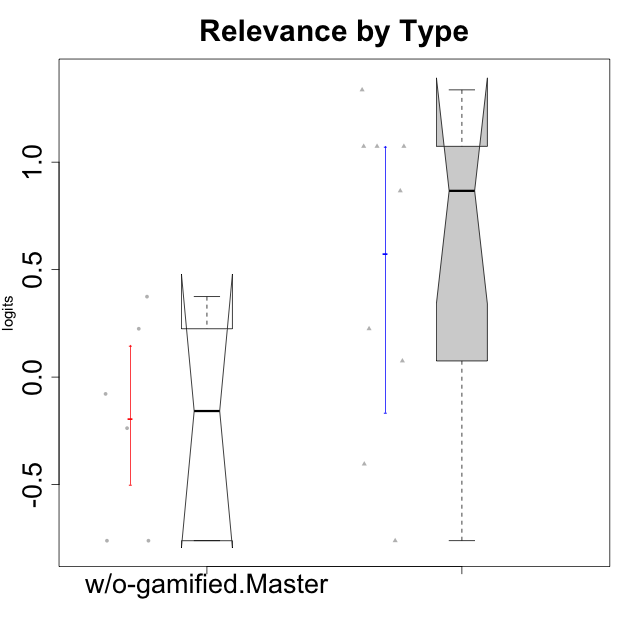 Relevance by Type
logits
1.0
0.5
0.0
-0.5
w/o-gamified.Master